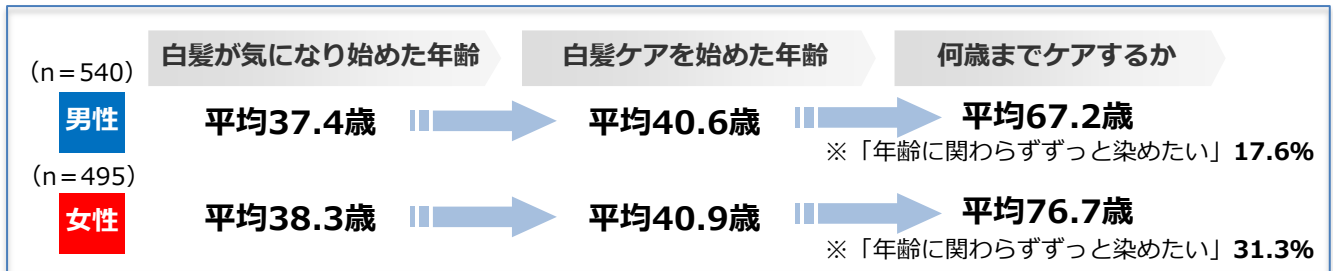 白髪が気になり始めた年齢 白髪ケアを始めた年齢 何歳までケアするか
（n＝540）
男性 平均37.4歳 平均40.6歳 平均67.2歳
※「年齢に関わらずずっと染めたい」17.6%
（n＝495）
女性 平均38.3歳 平均40.9歳 平均76.7歳
※「年齢に関わらずずっと染めたい」31.3%